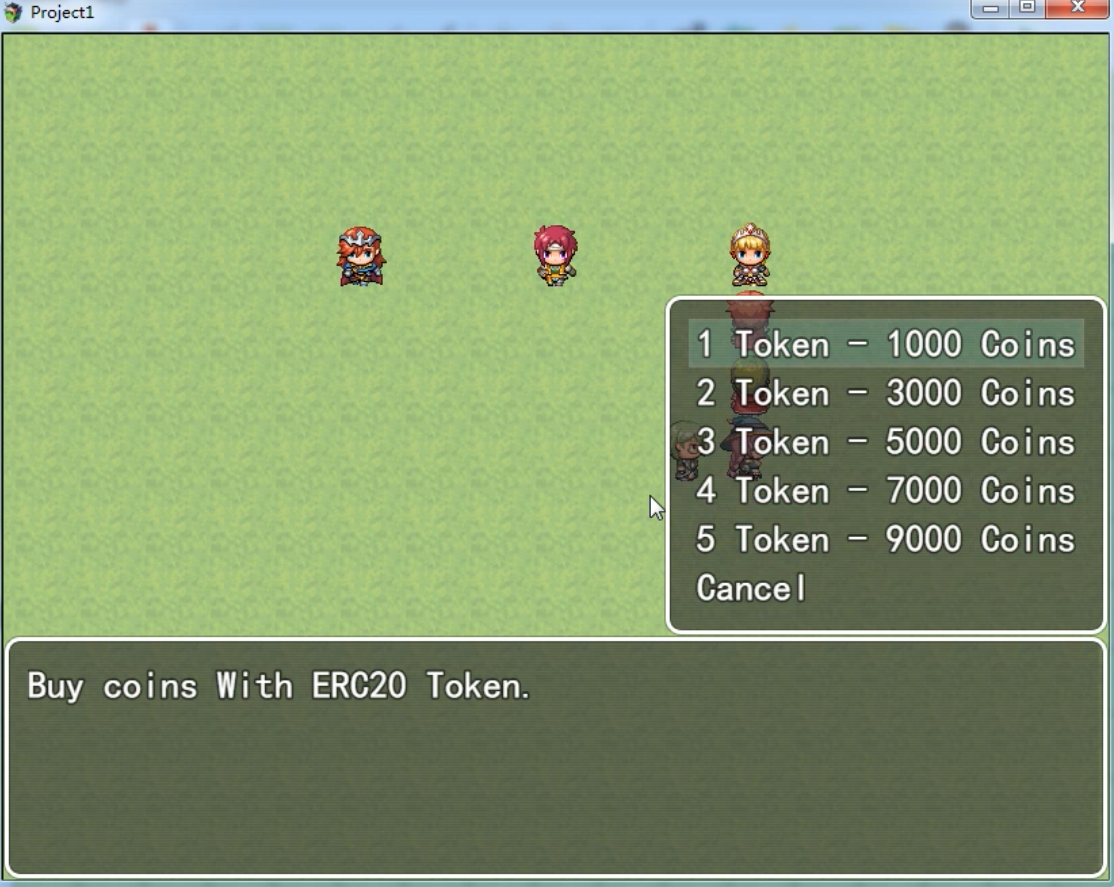 Project1
1 Token - 1000 Coins
2 Token - 3000 Coins
3 Token - 5000 Coins
4 Token - 7000 Coins
5 Token - 9000 Coins
Cancel
Buy coins With ERC20 Token.